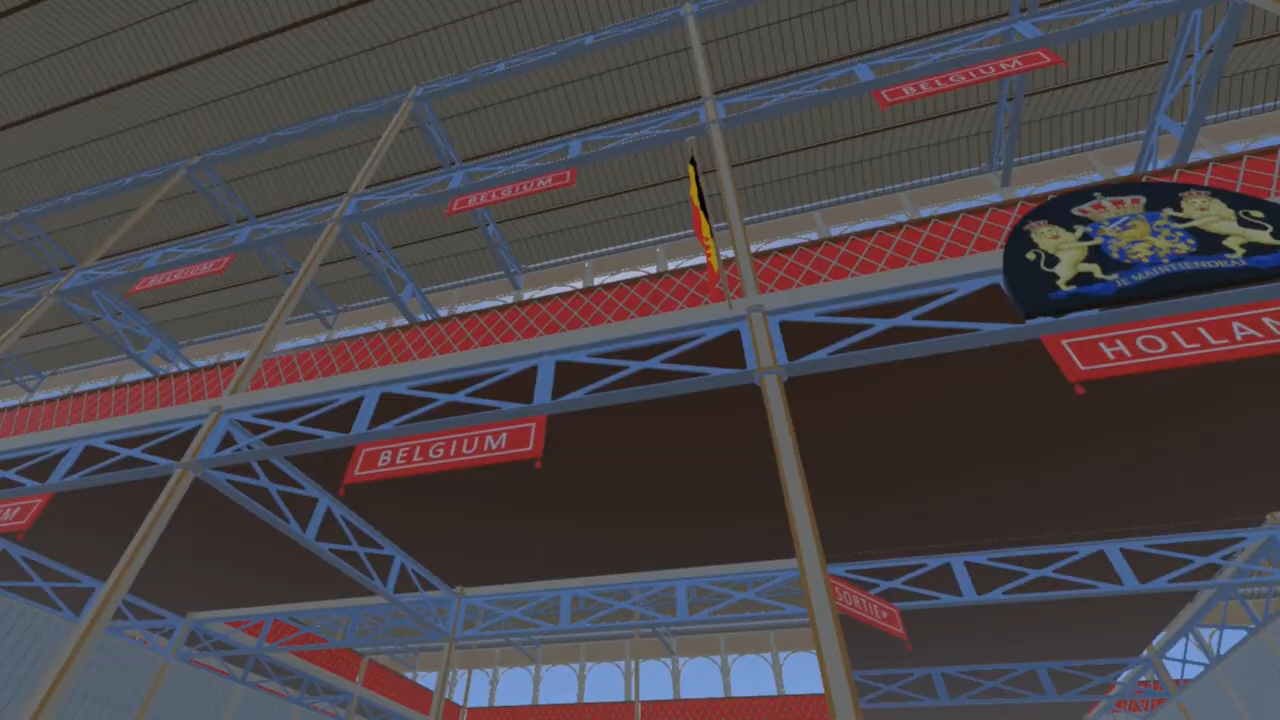 BELGIUM
BELGIUM
BELGIUM
JE MAINTIENDRAI
HOLLAN
BELGIUM
SORTIE